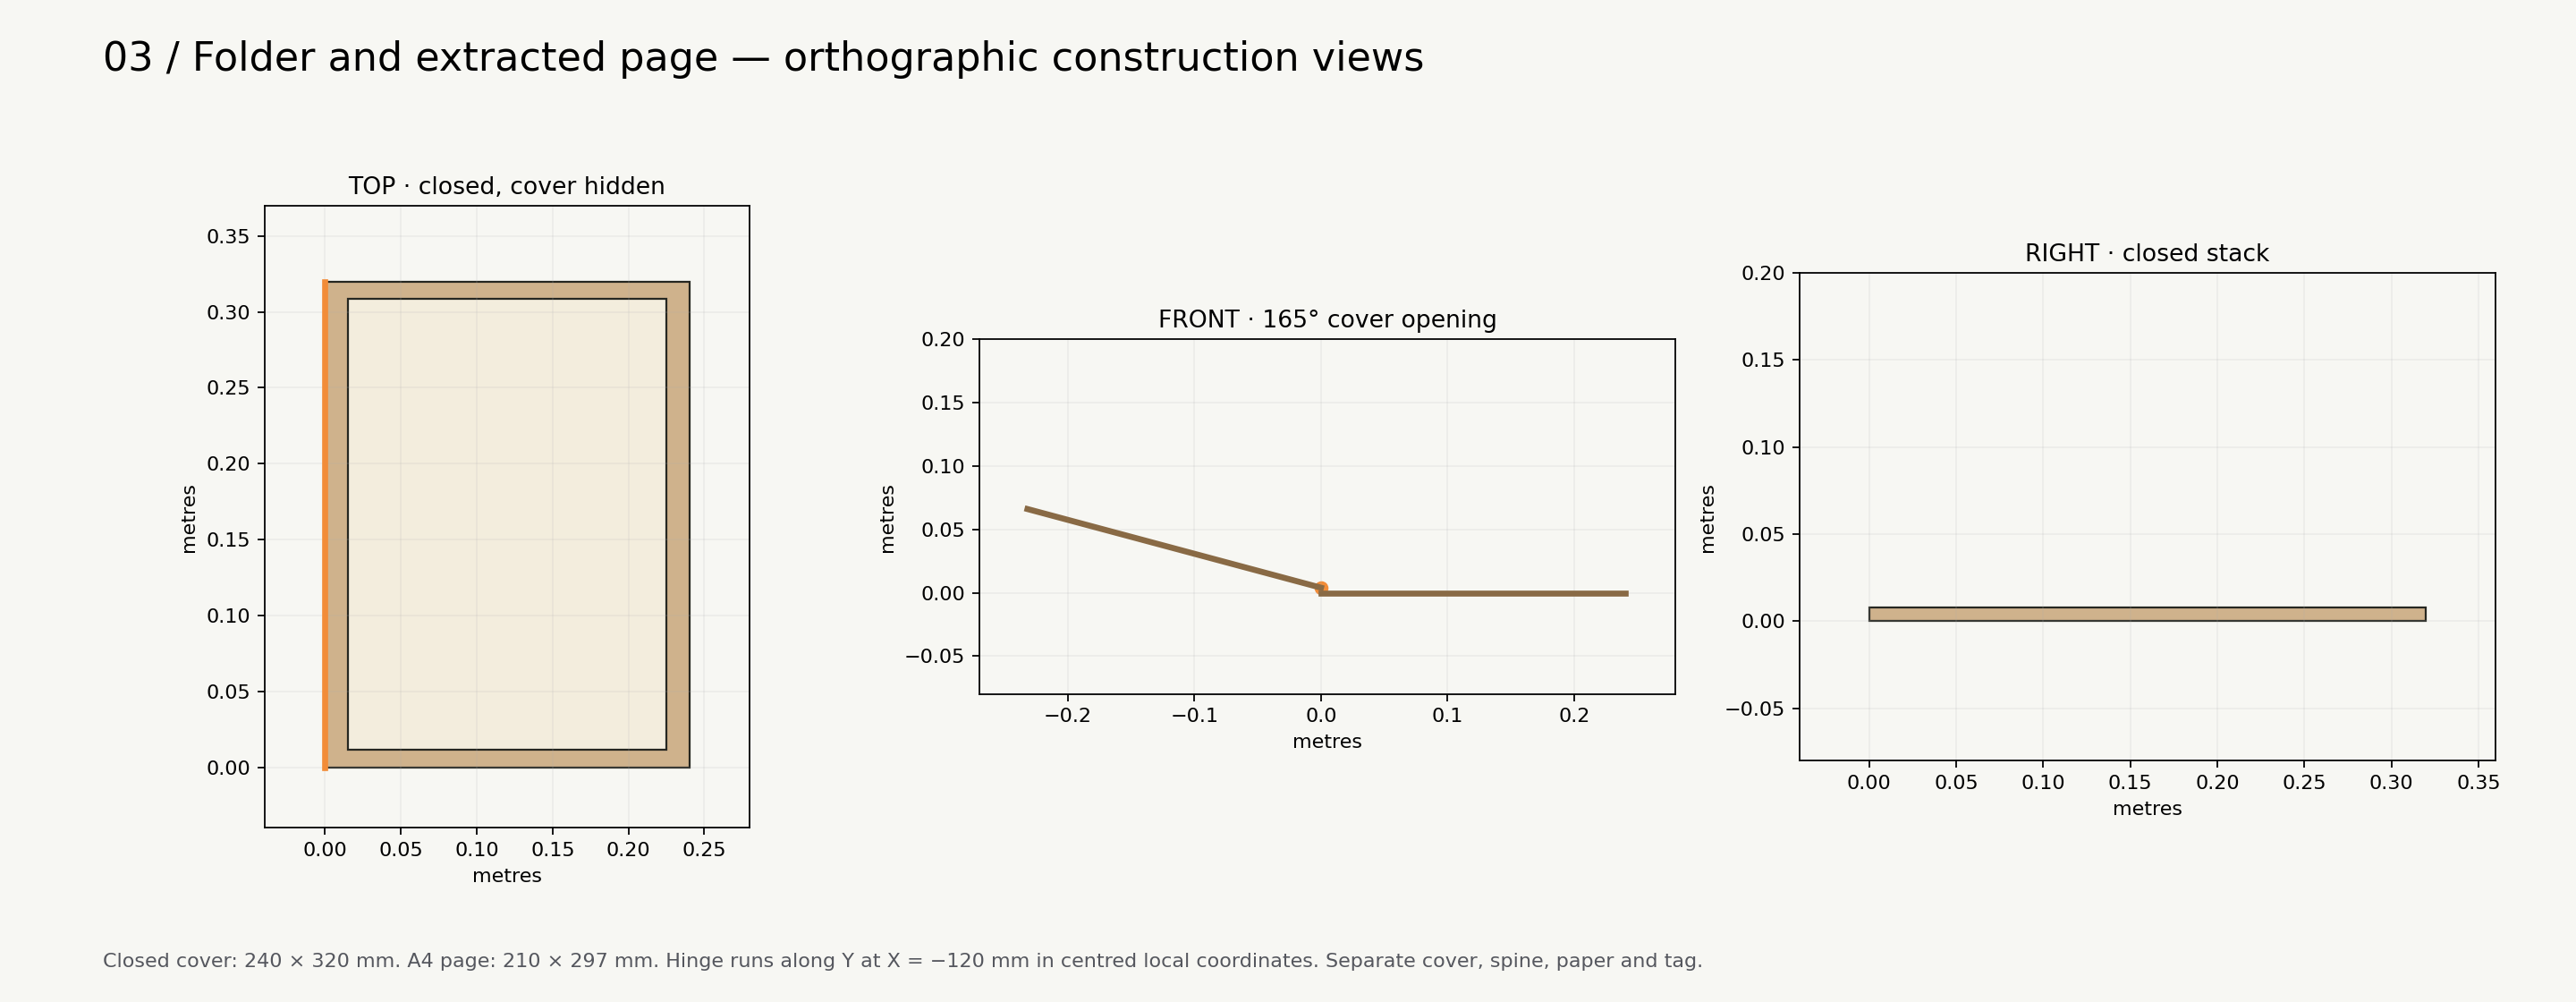 03 / Folder and extracted page — orthographic construction views
TOP · closed, cover hidden
0.35
0.30
0.25
0.20
0.15
0.10
0.05
0.00
metres
0.00 0.05 0.10 0.15 0.20 0.25
metres
FRONT · 165° cover opening
0.20
0.15
0.10
0.05
0.00
−0.05
metres
−0.2 −0.1 0.0 0.1 0.2
metres
RIGHT · closed stack
0.20
0.15
0.10
0.05
0.00
−0.05
metres
0.00 0.05 0.10 0.15 0.20 0.25 0.30 0.35
metres
Closed cover: 240 × 320 mm. A4 page: 210 × 297 mm. Hinge runs along Y at X = −120 mm in centred local coordinates. Separate cover, spine, paper and tag.